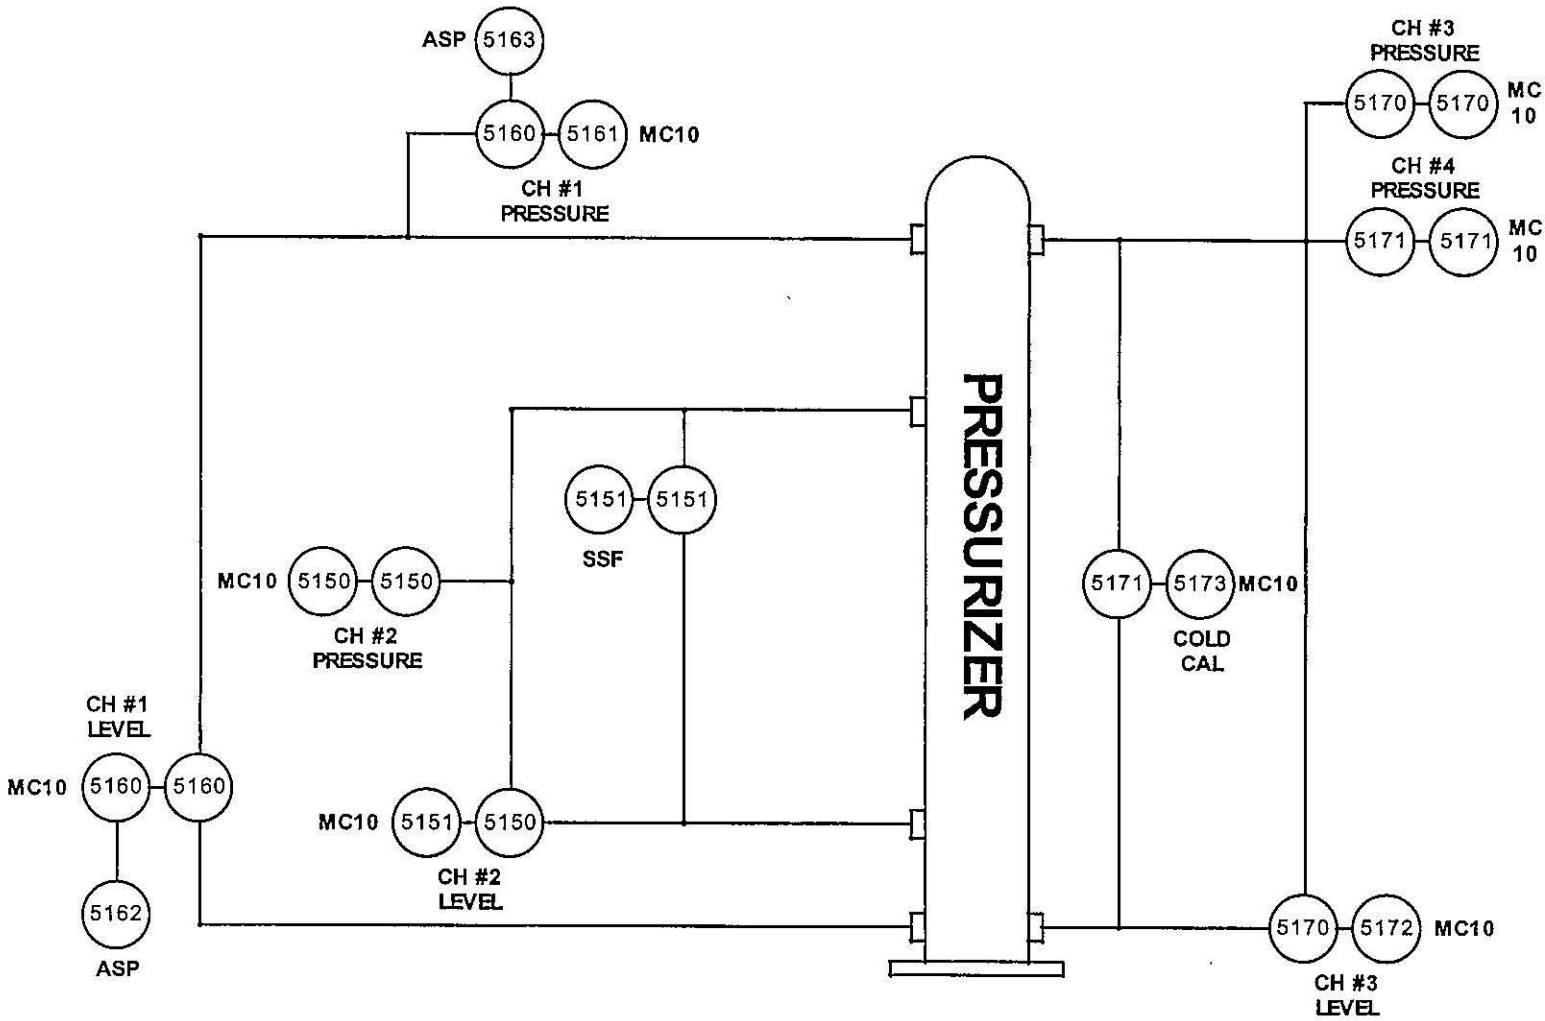 ASP 5163
5160 5161 MC10
CH #1
PRESSURE
CH #3
PRESSURE
5170 5170 MC
10
CH #4
PRESSURE
5171 5171 MC
10
PRESSURIZER
5151 5151
SSF
MC10 5150 5150
CH #2
PRESSURE
5171 5173 MC10
COLD
CAL
CH #1
LEVEL
MC10 5160 5160
5162
ASP
MC10 5151 5150
CH #2
LEVEL
5170 5172 MC10
CH #3
LEVEL